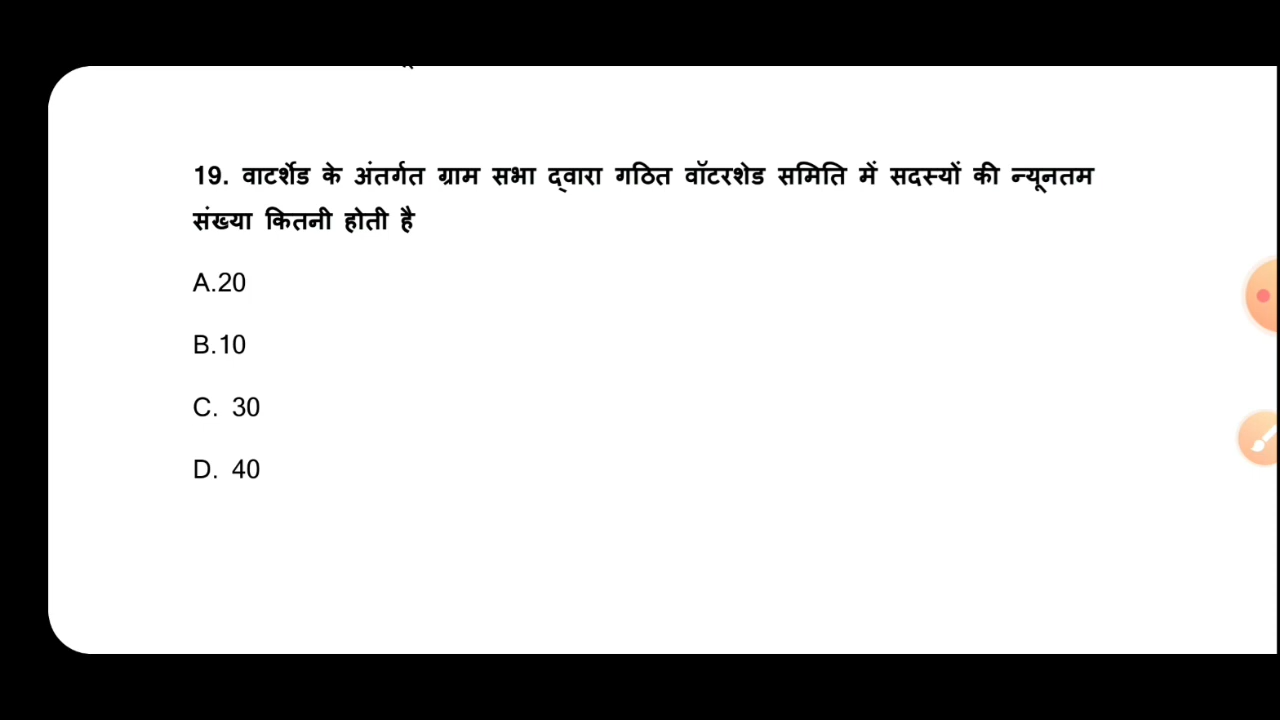 19. वाटर्शेड के अंतर्गत ग्राम सभा द्वारा गठित वॉटरशेड समिति में सदस्यों की न्यूनतम
संख्या कितनी होती है
A.20
B.10
C. 30
D. 40